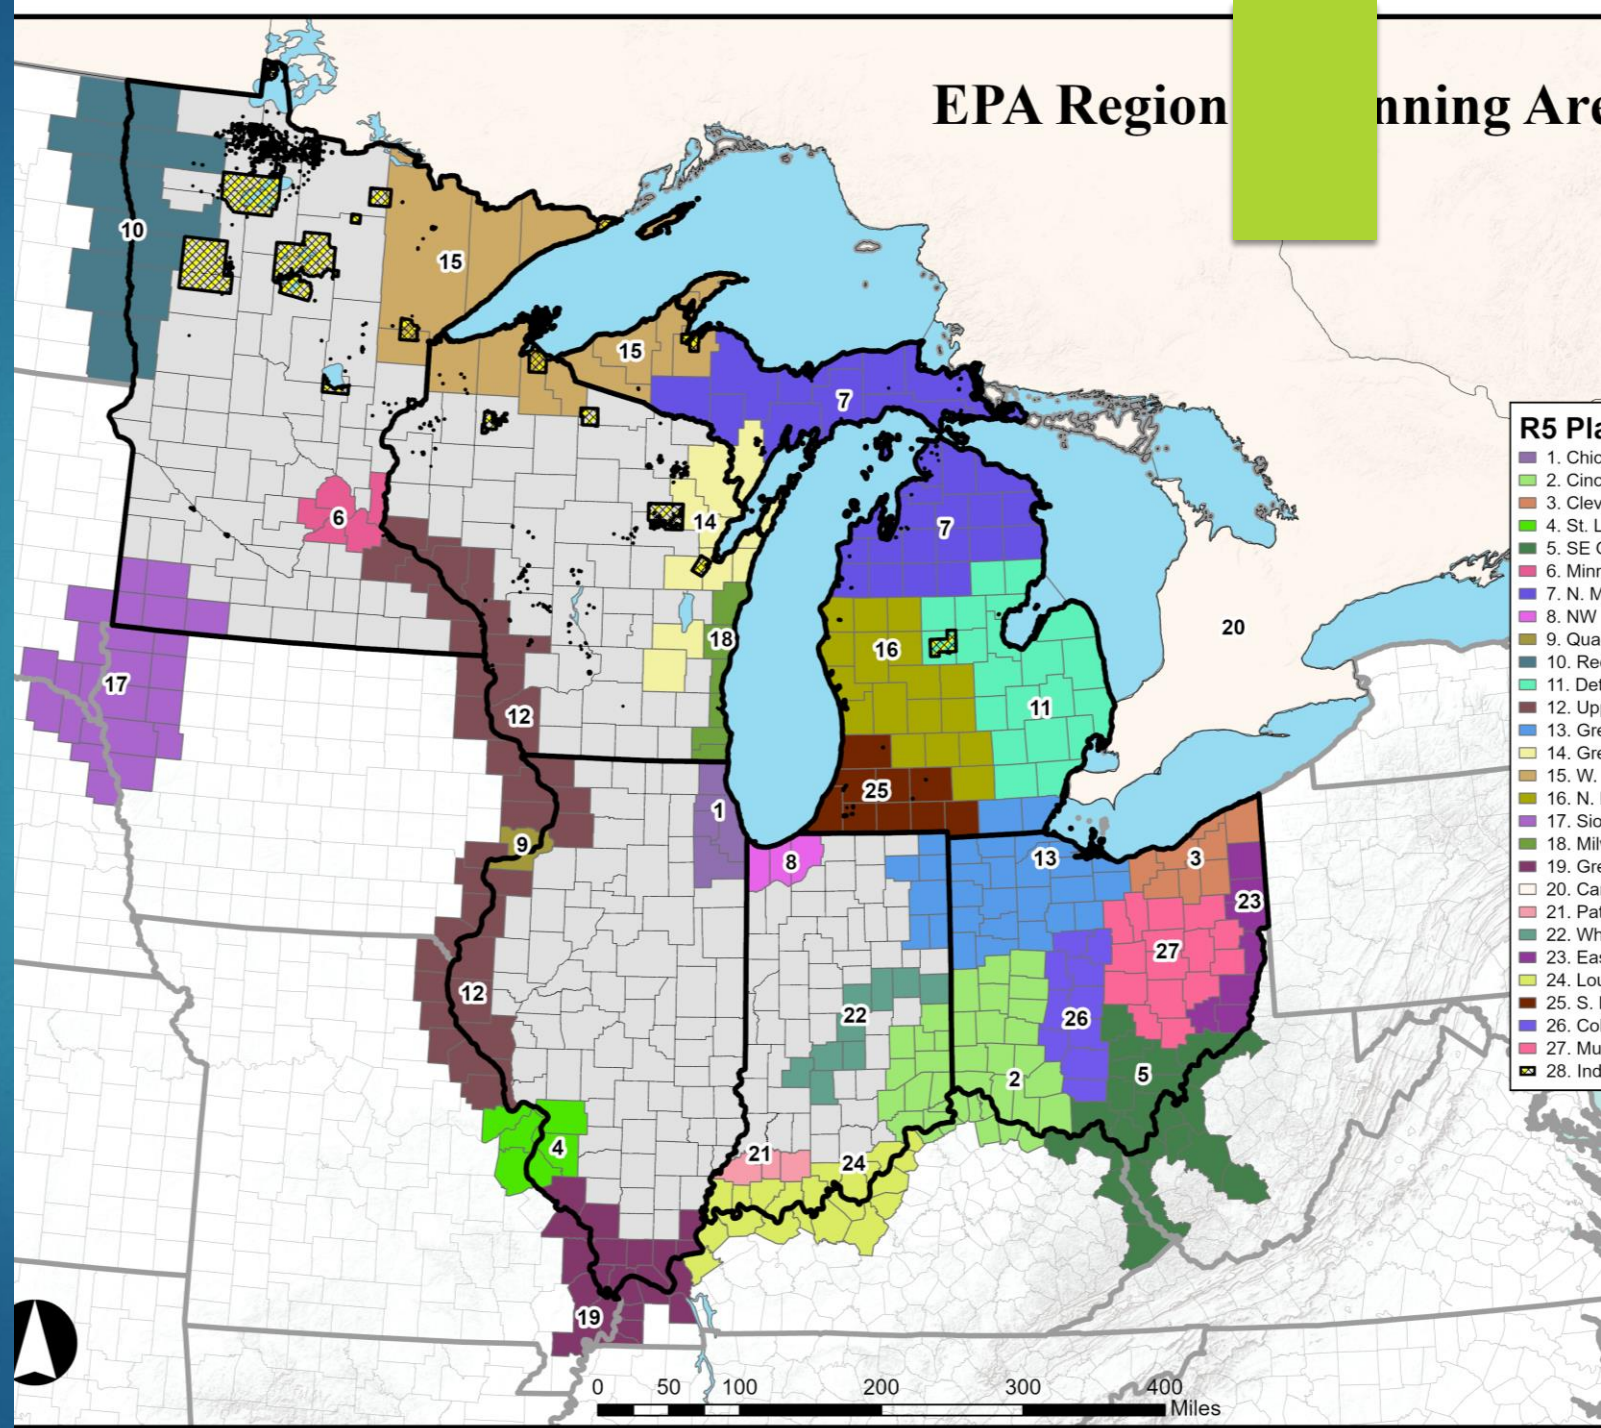 EPA Region
nning Are
10
15
15
7
6
14
7
18
16
20
17
12
11
25
1
9
8
13
3
23
27
12
22
26
2
5
4
21
24
19
R5 Pla
1. Chic
2. Cinc
3. Clev
4. St. L
5. SE O
6. Minn
7. N. M
8. NW
9. Qua
10. Red
11. Det
12. Upp
13. Gre
14. Gre
15. W.
16. N.
17. Sio
18. Milw
19. Gre
20. Can
21. Pat
22. Wh
23. Eas
24. Lou
25. S.
26. Col
27. Mu
28. Ind
0 50 100 200 300 400
Miles